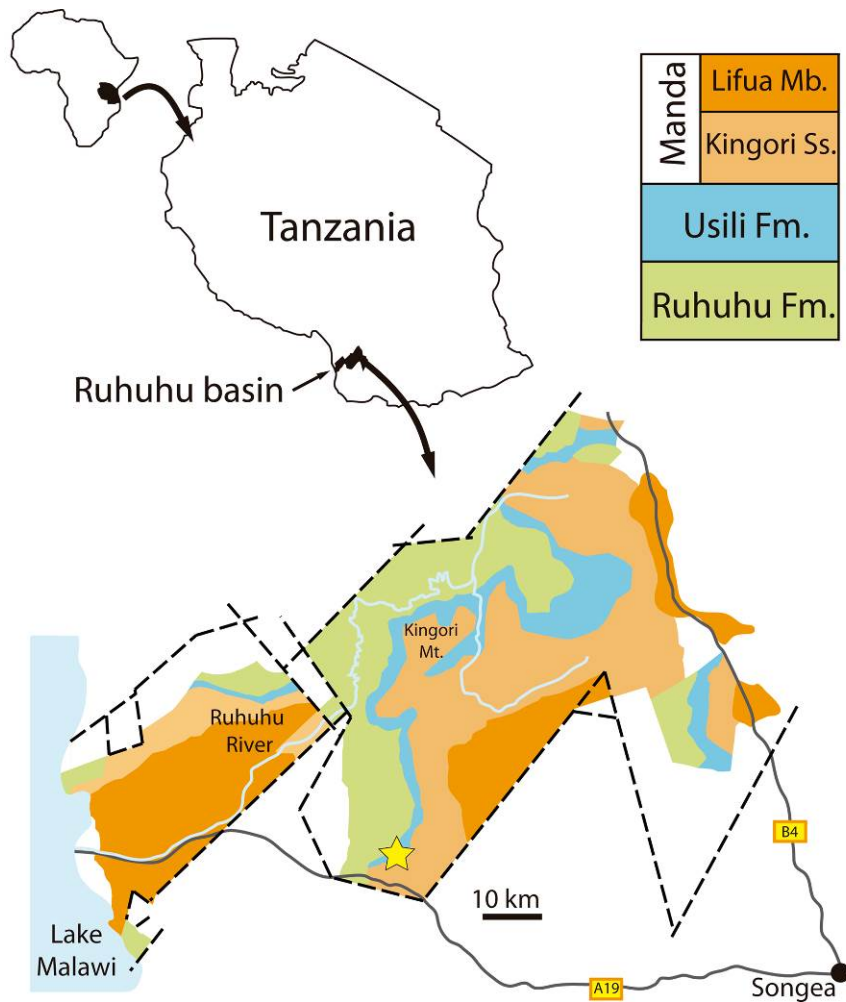 Manda
Lifua Mb.
Kingori Ss.
Usili Fm.
Ruhuhu Fm.
Tanzania
Ruhuhu basin
Kingori
Mt.
Ruhuhu
River
B4
10 km
Lake
Malawi
A19
Songea